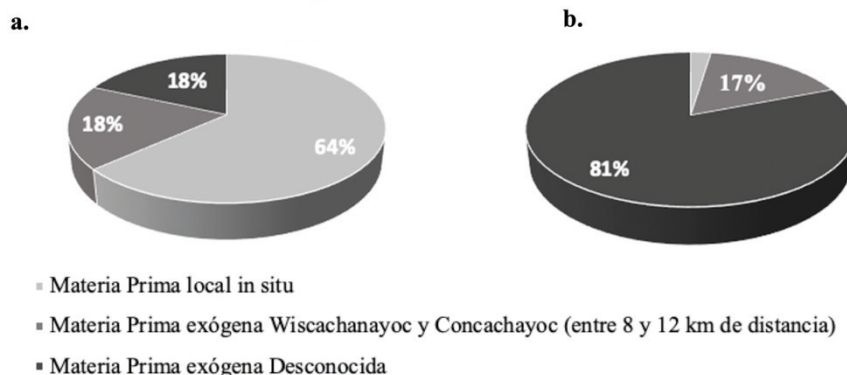 a.
b.
18%
18%
64%
17%
81%
Materia Prima local in situ
Materia Prima exógena Wiscachanayoc y Concachayoc (entre 8 y 12 km de distancia)
Materia Prima exógena Desconocida